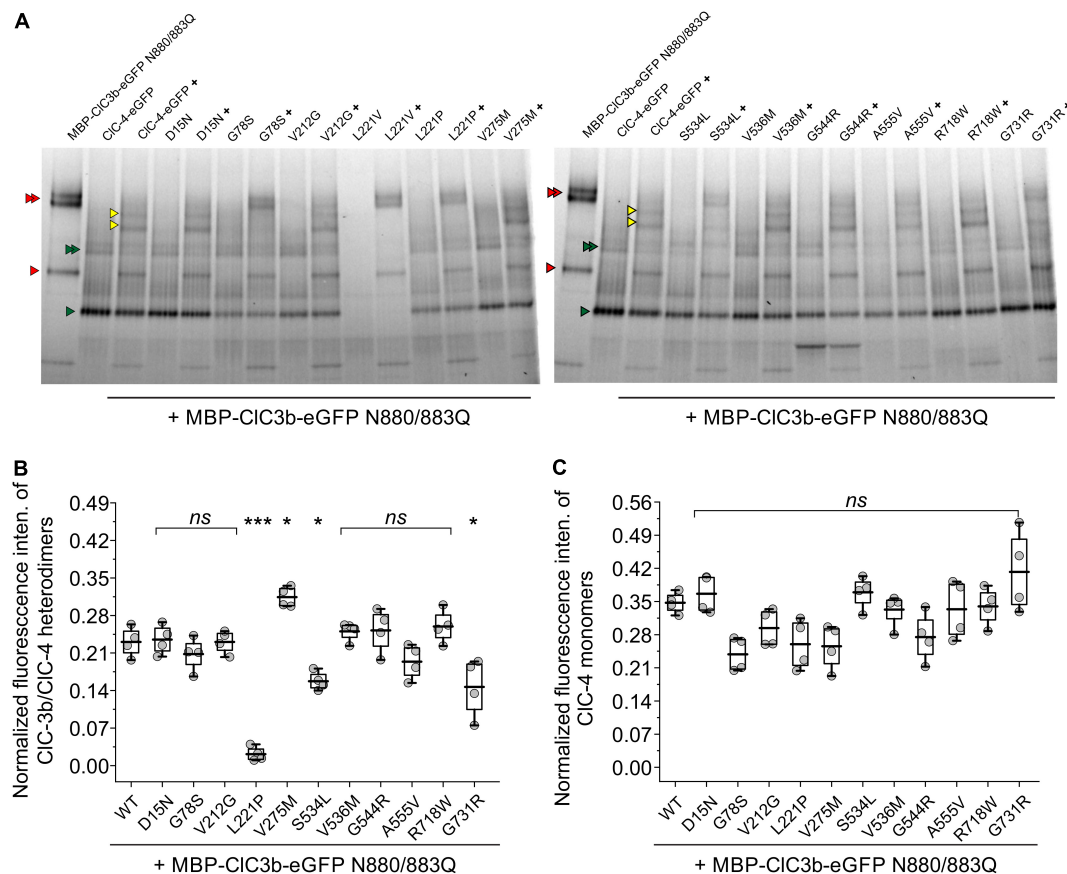 A
MBP-ClC3b-eGFP N880/883Q
ClC-4-eGFP
ClC-4-eGFP +
D15N
D15N +
G78S
G78S +
V212G
V212G +
L221V
L221V +
L221P
L221P +
V275M
V275M +
MBP-ClC3b-eGFP N880/883Q
ClC-4-eGFP
ClC-4-eGFP +
S534L
S534L +
V536M
V536M +
G544R
G544R +
A555V
A555V +
R718W
R718W +
G731R
G731R +
+ MBP-ClC3b-eGFP N880/883Q
+ MBP-ClC3b-eGFP N880/883Q
B
Normalized fluoresccence inten. of
ClC-3b/ClC-4 heterodimers
0.49
0.42
0.35
0.28
0.21
0.14
0.07
0.00
ns
***
*
*
ns
*
WT
D15N
G78S
V212G
L221P
V275M
S534L
V536M
G544R
A555V
R718W
G731R
+ MBP-ClC3b-eGFP N880/883Q
C
Normalized fluoresccence inten. of
ClC-4 monomers
0.56
0.49
0.42
0.35
0.28
0.21
0.14
0.07
0.00
ns
WT
D15N
G78S
V212G
L221P
V275M
S534L
V536M
G544R
A555V
R718W
G731R
+ MBP-ClC3b-eGFP N880/883Q